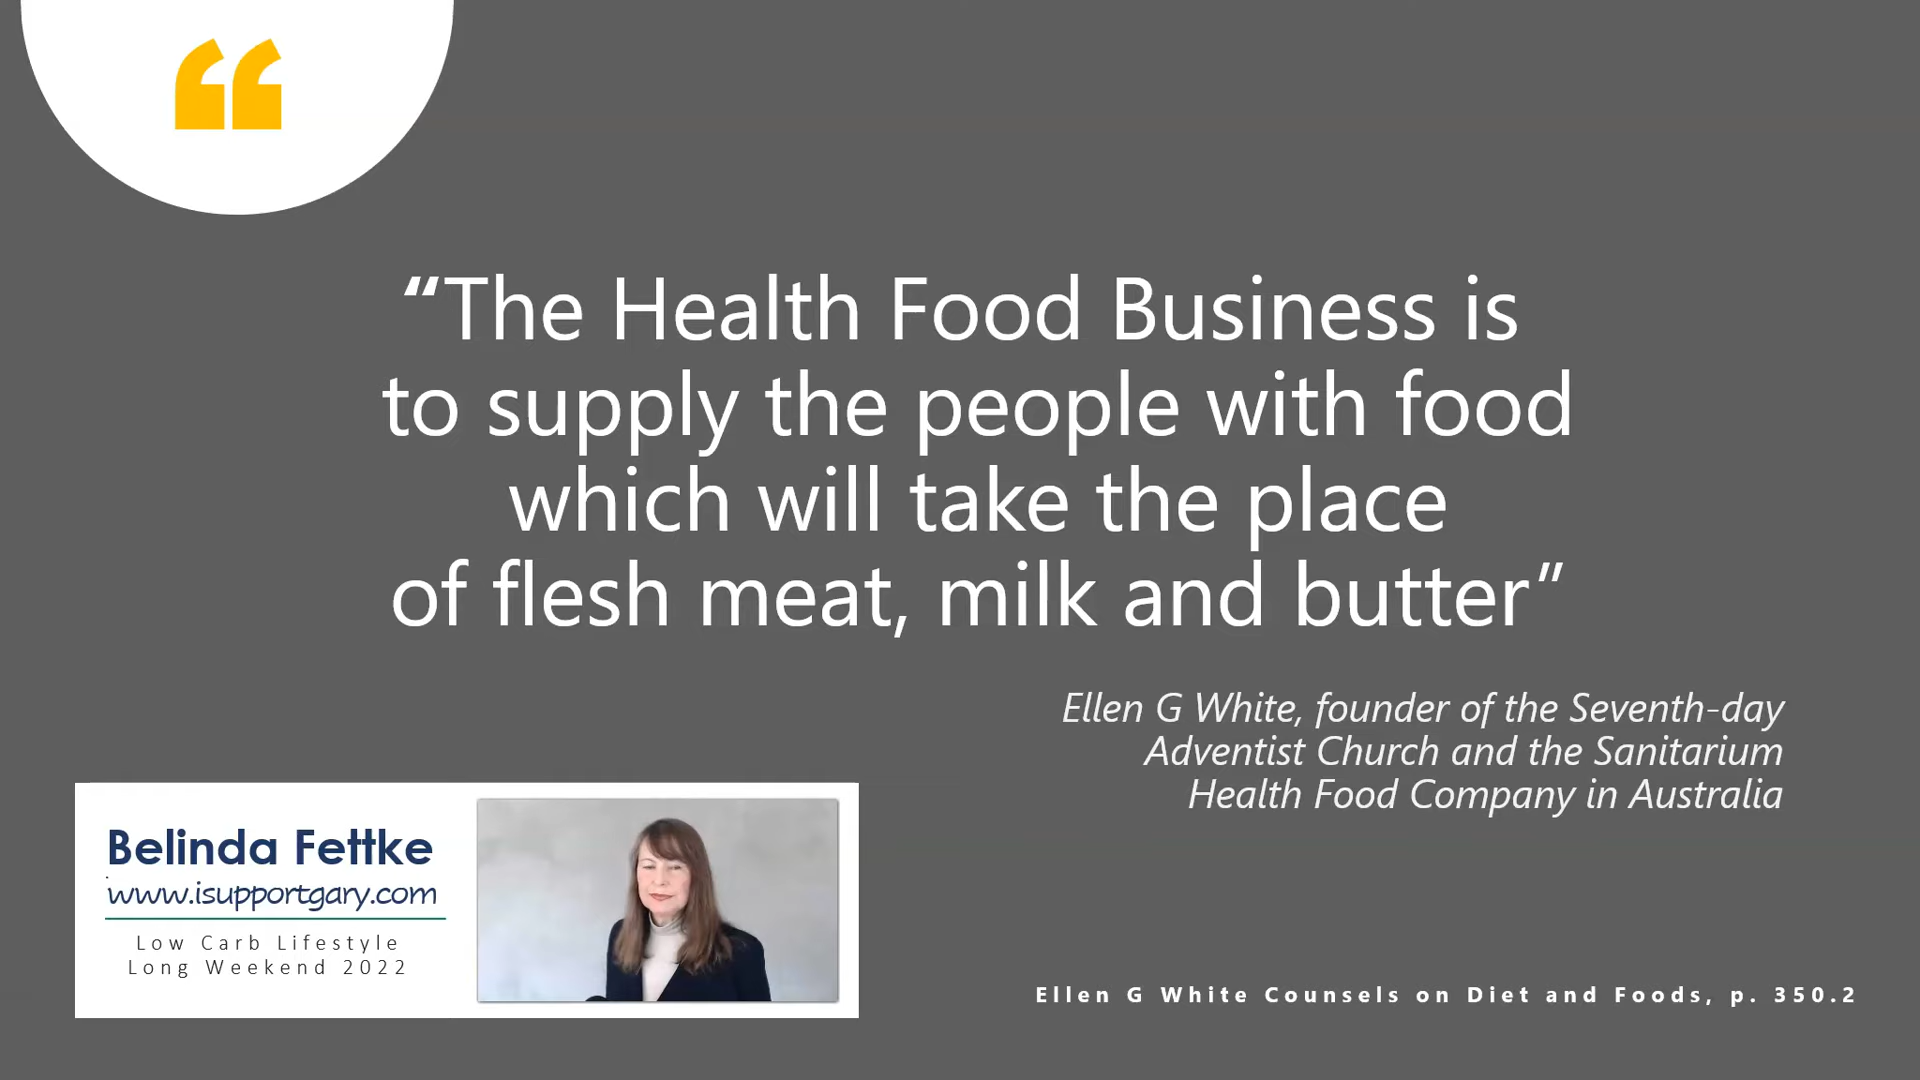 “The Health Food Business is
to supply the people with food
which will take the place
of flesh meat, milk and butter”
Ellen G White, founder of the Seventh-day
Adventist Church and the Sanitarium
Health Food Company in Australia
Belinda Fettke
www.isupportgary.com
Low Carb Lifestyle
Long Weekend 2022
Ellen G White Counsels on Diet and Foods, p. 350.2